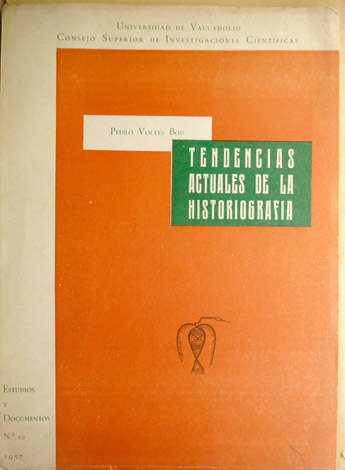 Universidad de Valladolid
Consejo Superior de Investigaciones Cientificas
Pedro Voltes Bou
TENDENCIAS
ACTUALES DE LA
HISTORIOGRAFIA
Estudios
y
Documentos
N.º 12
1957